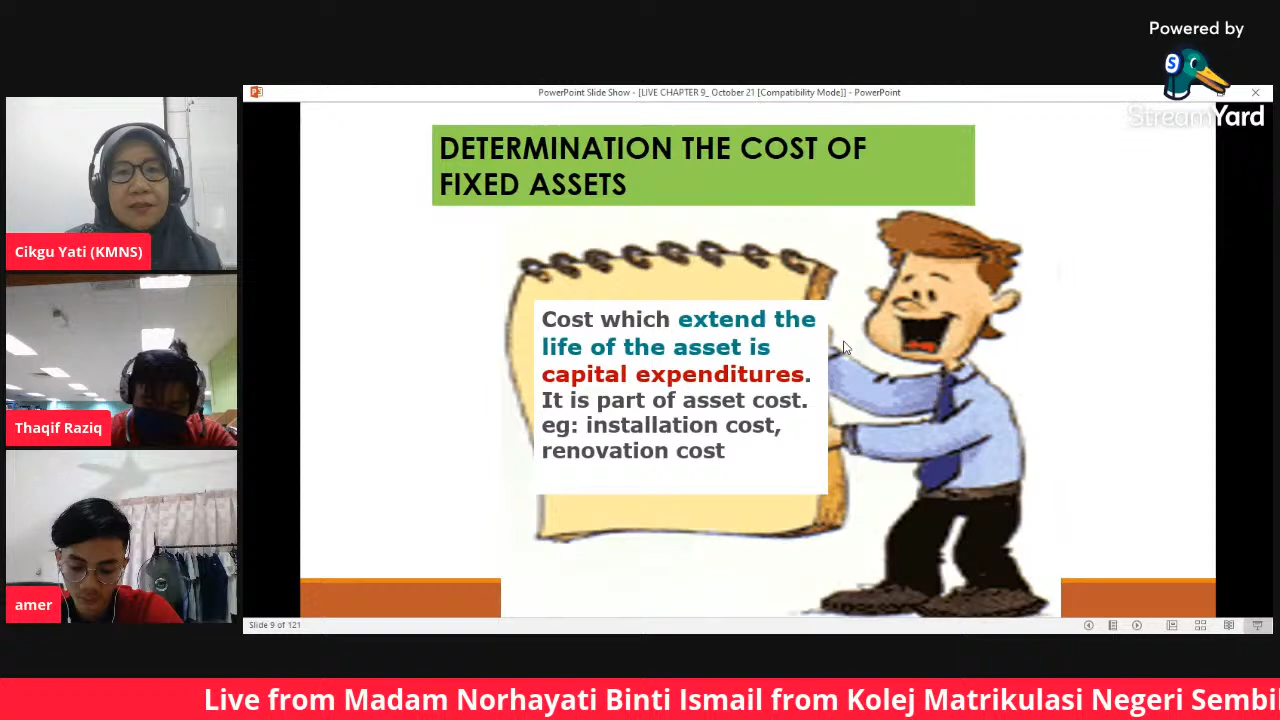 Powered by
S
StreamYard
PowerPoint Slide Show - [LIVE CHAPTER 9_ October 21 [Compatibility Mode]] - PowerPoint
DETERMINATION THE COST OF
FIXED ASSETS
Cost which extend the
life of the asset is
capital expenditures.
It is part of asset cost.
eg: installation cost,
renovation cost
Cikgu Yati (KMNS)
Thaqif Raziq
amer
Slide 9 of 121
Live from Madam Norhayati Binti Ismail from Kolej Matrikulasi Negeri Sembil